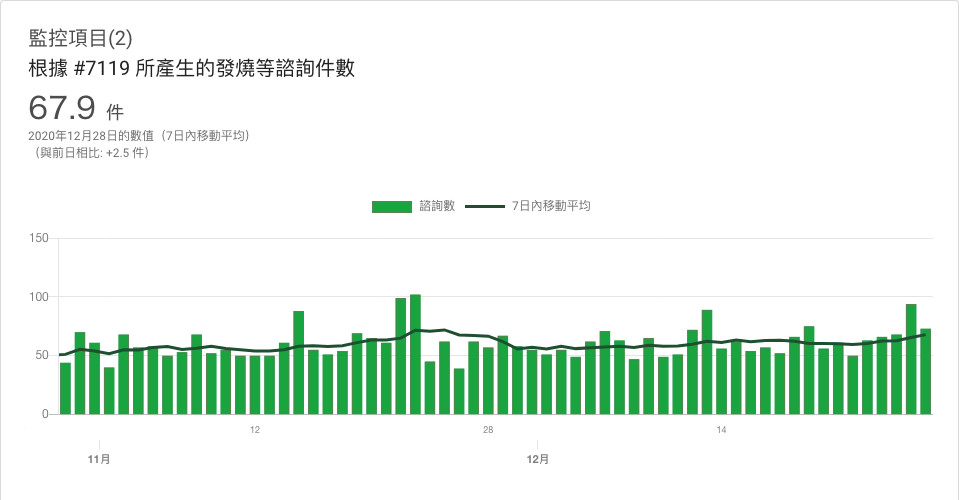 監控項目(2)
根據 #7119 所產生的發燒等諮詢件數
67.9 件
2020年12月28日的數值（7日內移動平均）
（與前日相比: +2.5 件）
諮詢數 7日內移動平均
150
100
50
0
12 28 14
11月 12月